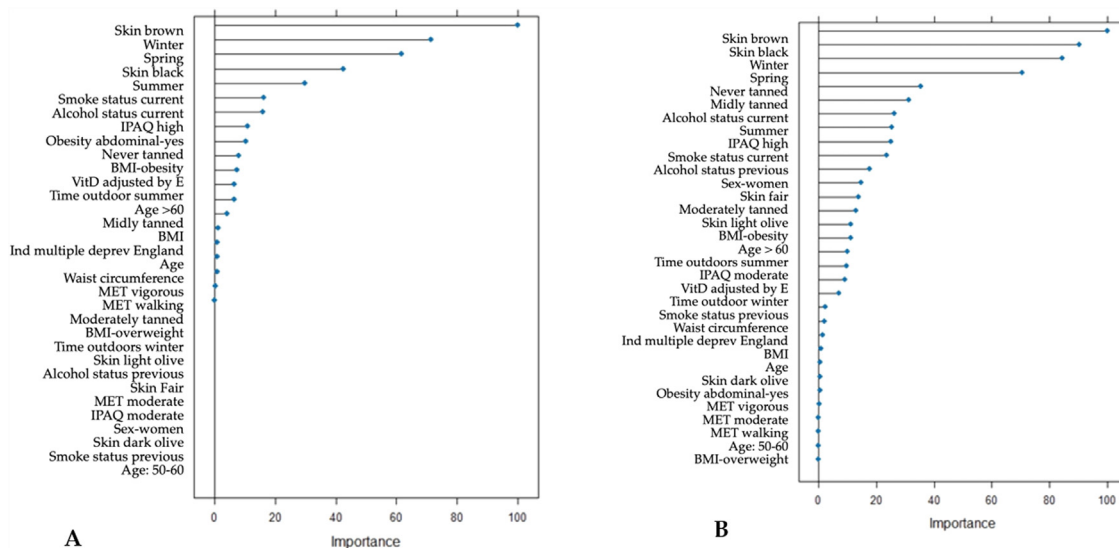 Skin brown
Winter
Spring
Skin black
Summer
Smoke status current
Alcohol status current
IPAQ high
Obesity abdominal-yes
Never tanned
BMI-obesity
VitD adjusted by E
Time outdoor summer
Age >60
Midly tanned
BMI
Ind multiple deprev England
Age
Waist circumference
MET vigorous
MET walking
Moderately tanned
BMI-overweight
Time outdoors winter
Skin light olive
Alcohol status previous
Skin Fair
MET moderate
IPAQ moderate
Sex-women
Skin dark olive
Smoke status previous
Age: 50-60
0 20 40 60 80 100
Importance
A
Skin brown
Skin black
Winter
Spring
Never tanned
Midly tanned
Alcohol status current
Summer
IPAQ high
Smoke status current
Alcohol status previous
Sex-women
Skin fair
Moderately tanned
Skin light olive
BMI-obesity
Age > 60
Time outdoors summer
IPAQ moderate
VitD adjusted by E
Time outdoor winter
Smoke status previous
Waist circumference
Ind multiple deprev England
BMI
Age
Skin dark olive
Obesity abdominal-yes
MET vigorous
MET moderate
MET walking
Age: 50-60
BMI-overweight
0 20 40 60 80 100
Importance
B